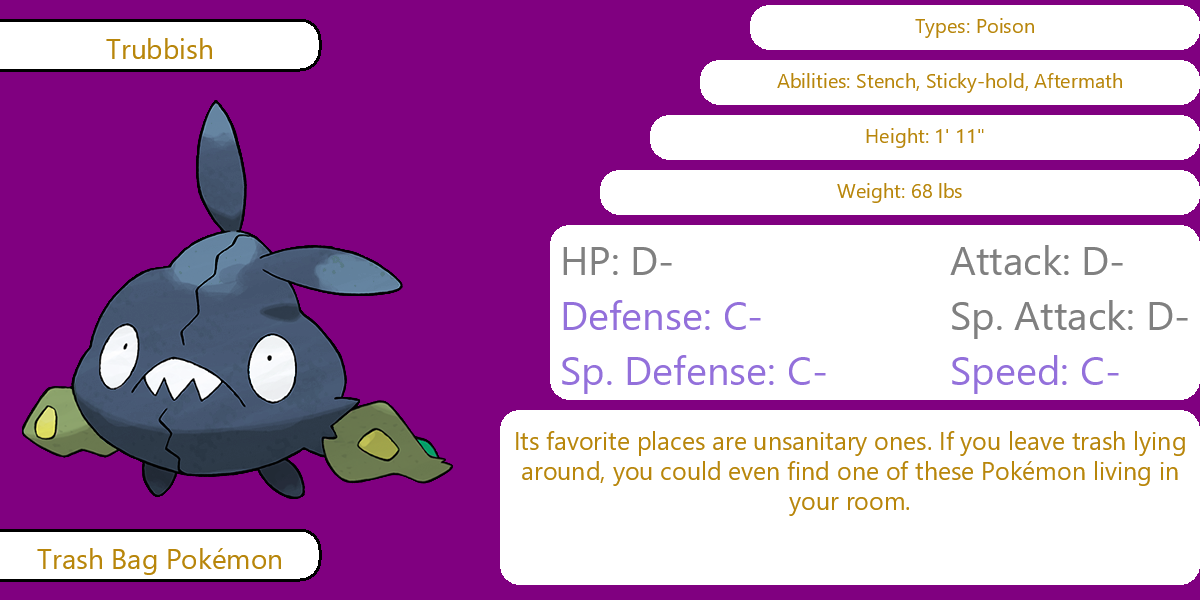 Trubbish
Types: Poison
Abilities: Stench, Sticky-hold, Aftermath
Height: 1' 11"
Weight: 68 lbs
HP: D- Attack: D-
Defense: C- Sp. Attack: D-
Sp. Defense: C- Speed: C-
Its favorite places are unsanitary ones. If you leave trash lying
around, you could even find one of these Pokémon living in
your room.
Trash Bag Pokémon